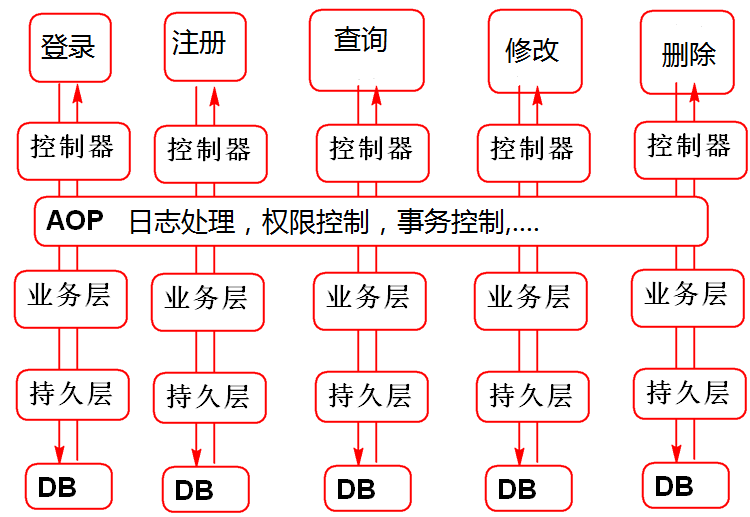 登录 注册 查询 修改 删除
控制器 控制器 控制器 控制器 控制器
AOP 日志处理，权限控制，事务控制,....
业务层 业务层 业务层 业务层 业务层
持久层 持久层 持久层 持久层 持久层
DB DB DB DB DB